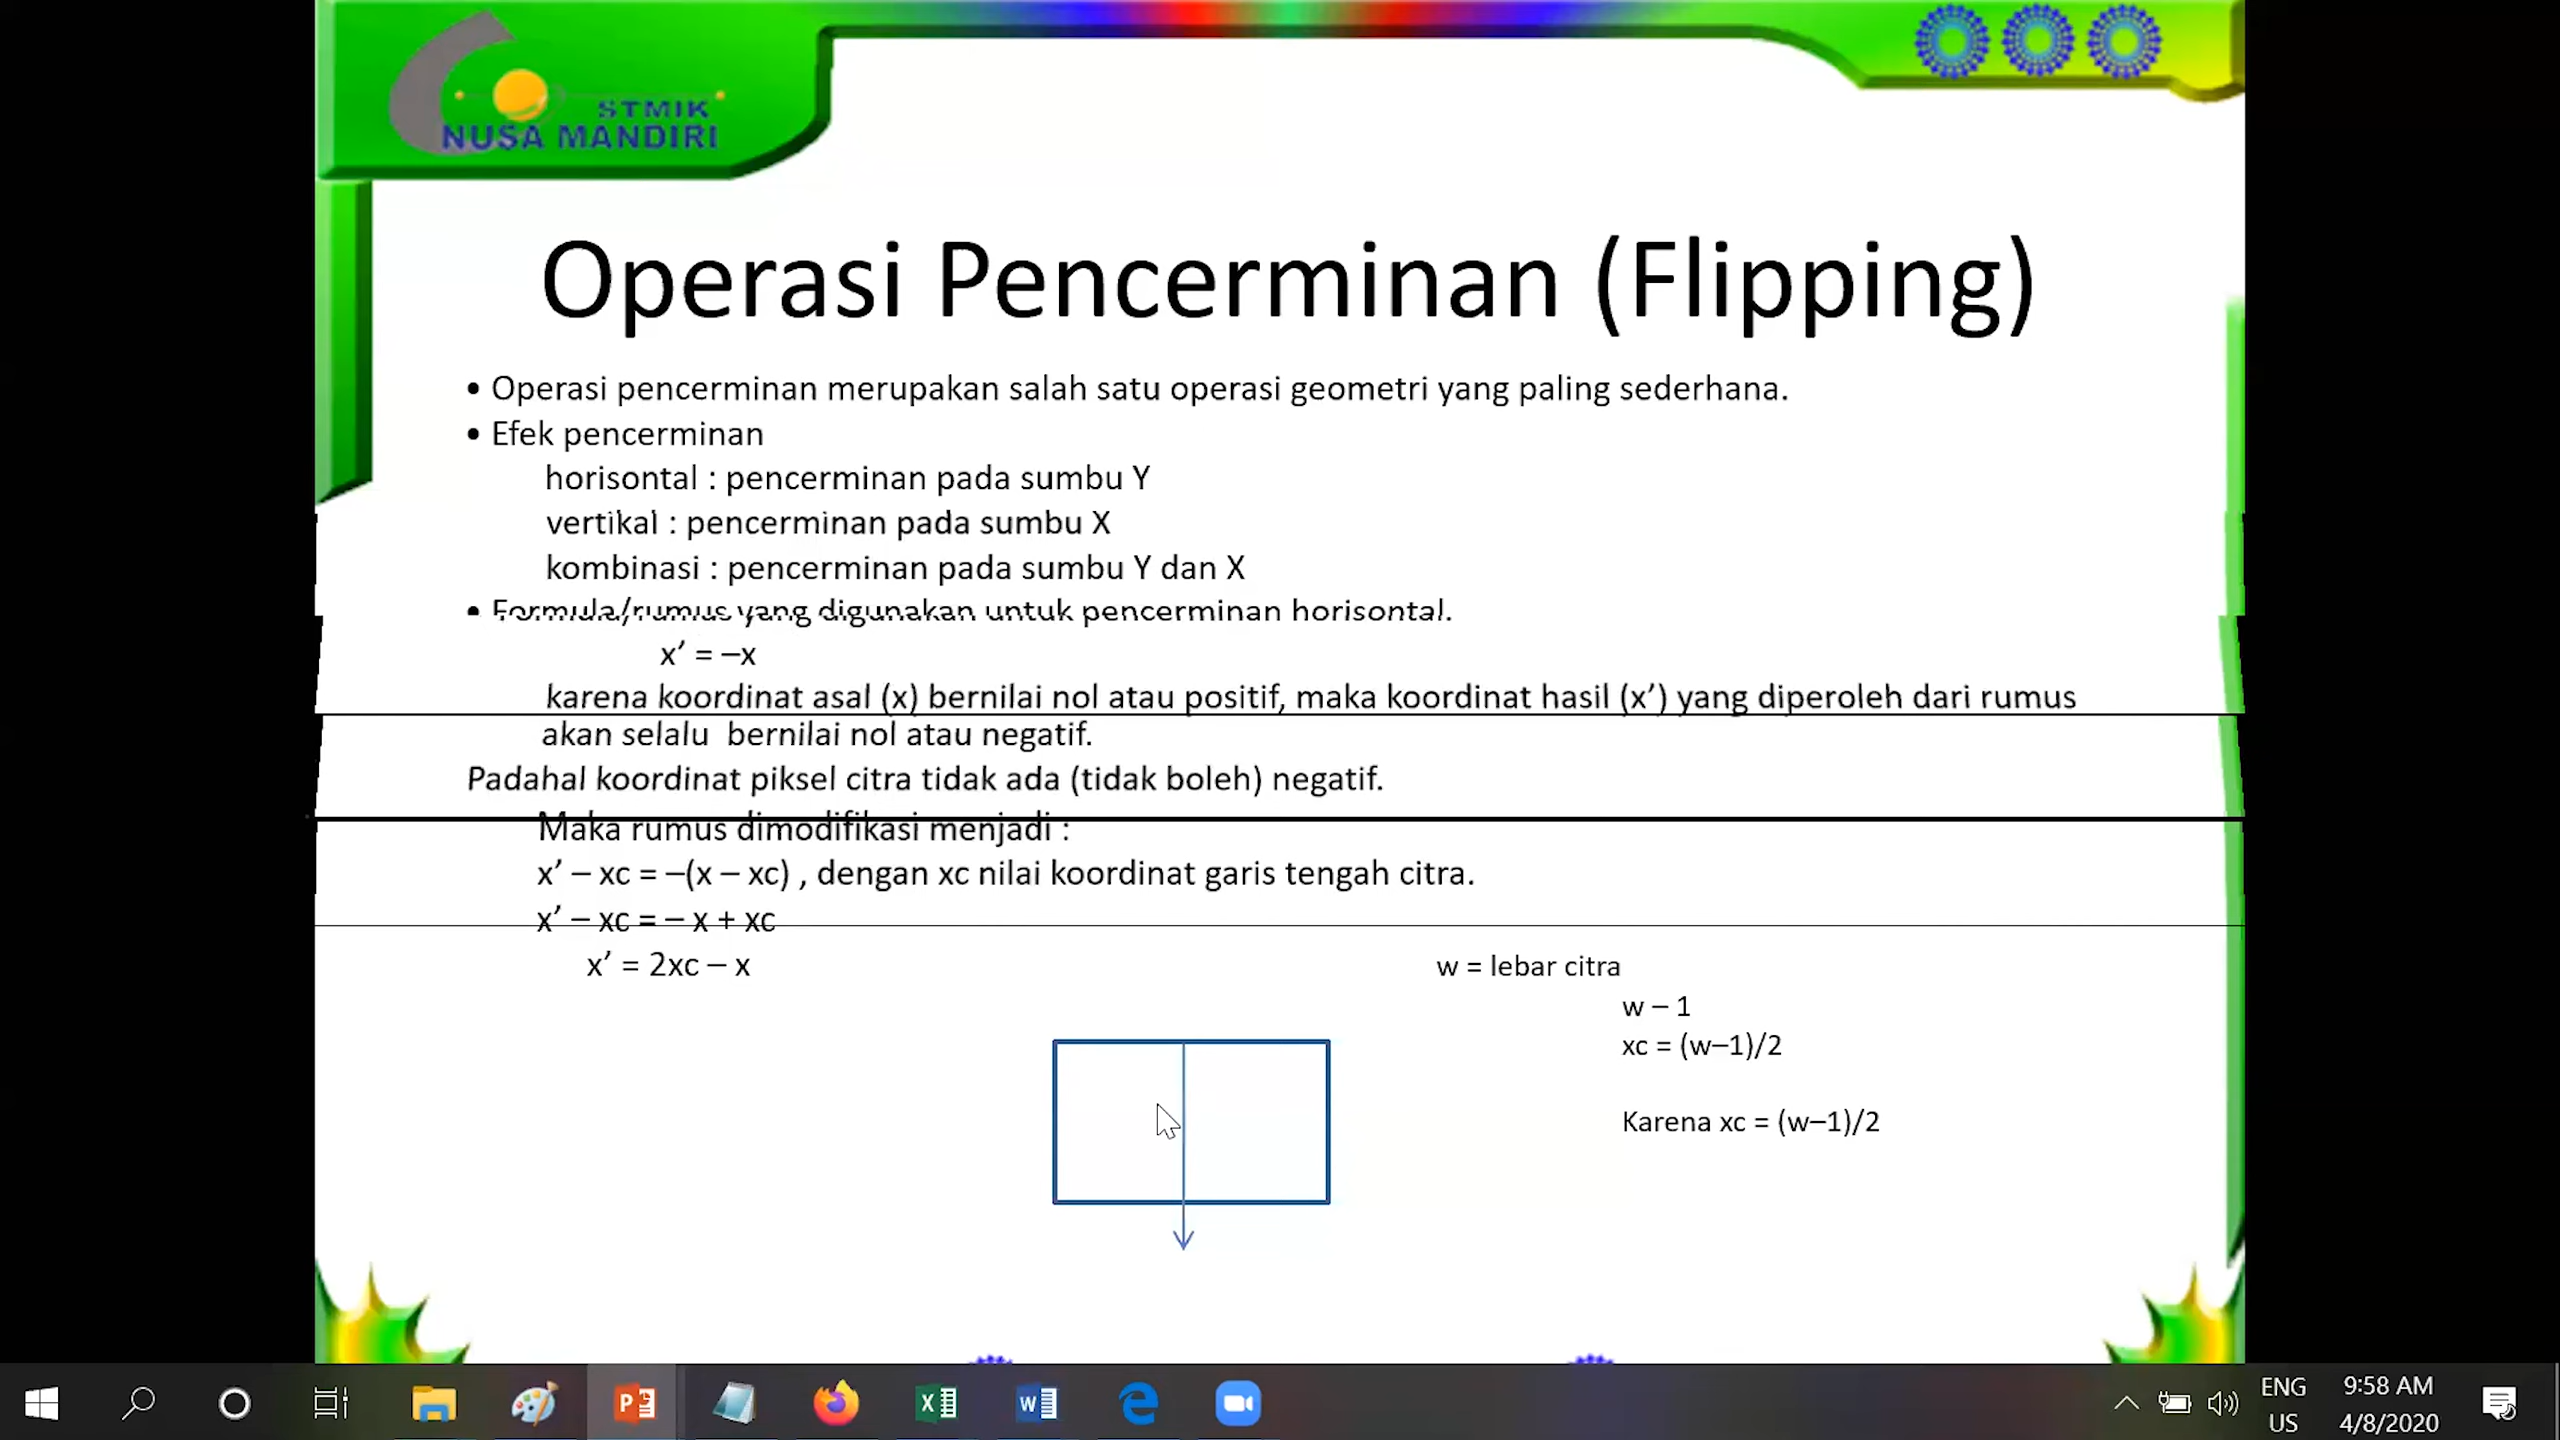 STMIK
NUSA MANDIRI
Operasi Pencerminan (Flipping)
• Operasi pencerminan merupakan salah satu operasi geometri yang paling sederhana.
• Efek pencerminan
horisontal : pencerminan pada sumbu Y
vertikal : pencerminan pada sumbu X
kombinasi : pencerminan pada sumbu Y dan X
• Formula/rumus yang digunakan untuk pencerminan horisontal.
x’ = –x
karena koordinat asal (x) bernilai nol atau positif, maka koordinat hasil (x’) yang diperoleh dari rumus
akan selalu bernilai nol atau negatif.
Padahal koordinat piksel citra tidak ada (tidak boleh) negatif.
Maka rumus dimodifikasi menjadi :
x’ – xc = –(x – xc) , dengan xc nilai koordinat garis tengah citra.
x’ – xc = – x + xc
x’ = 2xc – x
w = lebar citra
w – 1
xc = (w–1)/2
Karena xc = (w–1)/2
ENG
US
9:58 AM
4/8/2020